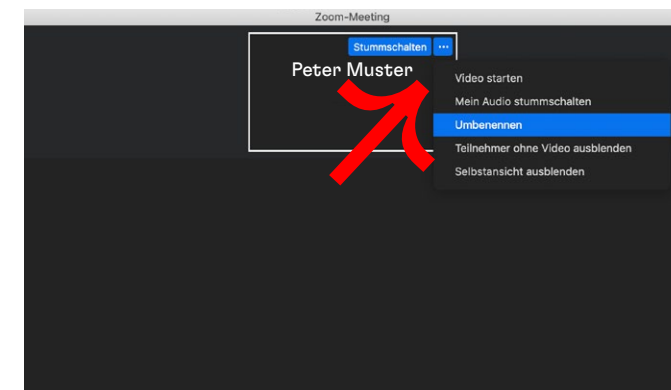 Zoom-Meeting
Stummschalten ···
Peter Muster
Video starten
Mein Audio stummschalten
Umbenennen
Teilnehmer ohne Video ausblenden
Selbstansicht ausblenden